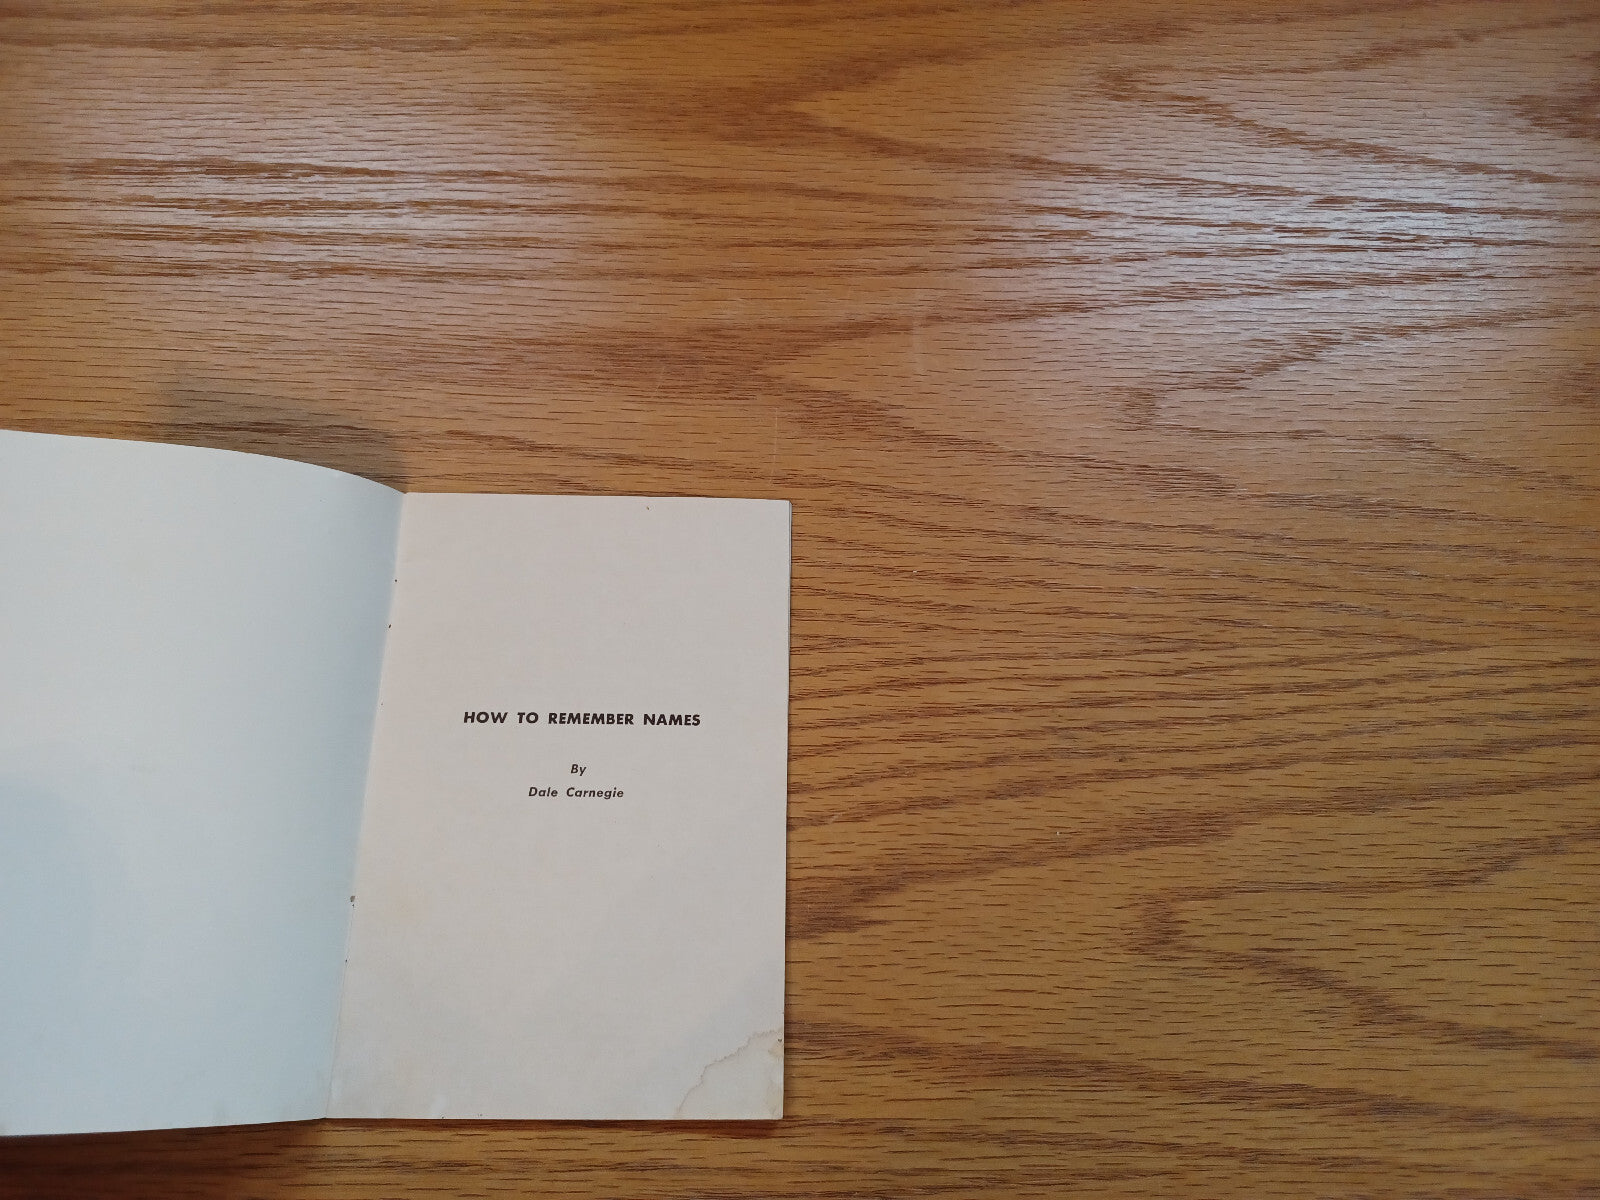 HOW TO REMEMBER NAMES
By
Dale Carnegie